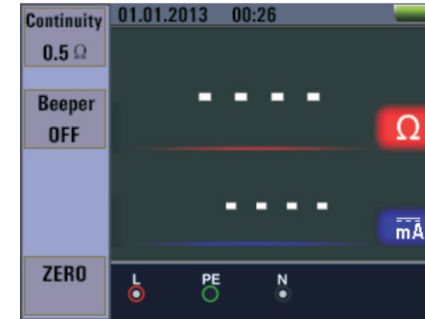 Continuity 01.01.2013 00:26
0.5 Ω
- - - -
Beeper
OFF
Ω
- - - -
mA
ZERO
L PE N